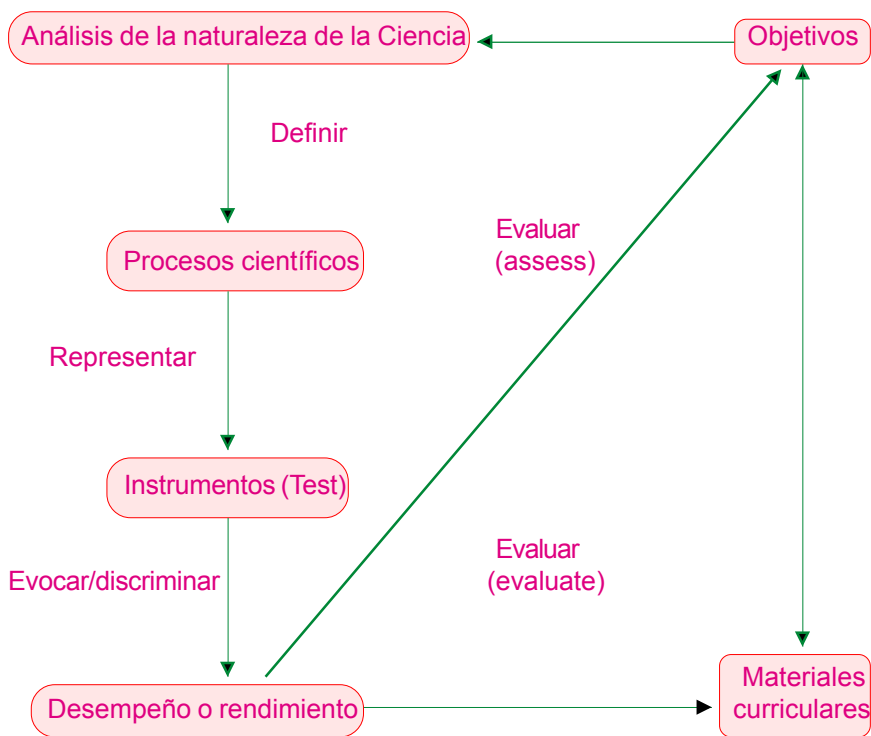 Análisis de la naturaleza de la Ciencia
Objetivos
Definir
Procesos científicos
Evaluar
(assess)
Representar
Instrumentos (Test)
Evocar/discriminar
Evaluar
(evaluate)
Desempeño o rendimiento
Materiales
curriculares